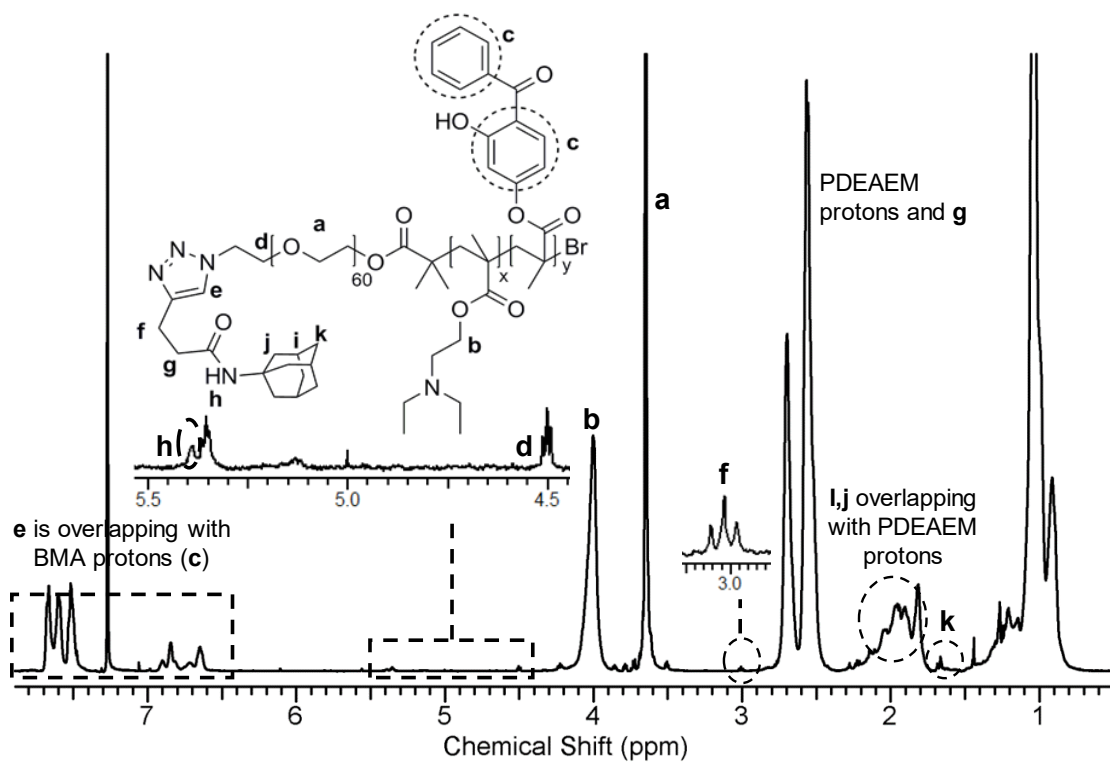 c
O
HO
c
O
O
a
O
O
Br
d
O
O
N
N
N
60
x
y
e
O
O
f
O
j
i
k
b
g
HN
N
h
h
d
b
a
PDEAEM
protons and g
5.5
5.0
4.5
f
3.0
l,j overlapping
with PDEAEM
protons
k
e is overlapping with
BMA protons (c)
7
6
5
4
3
2
1
Chemical Shift (ppm)